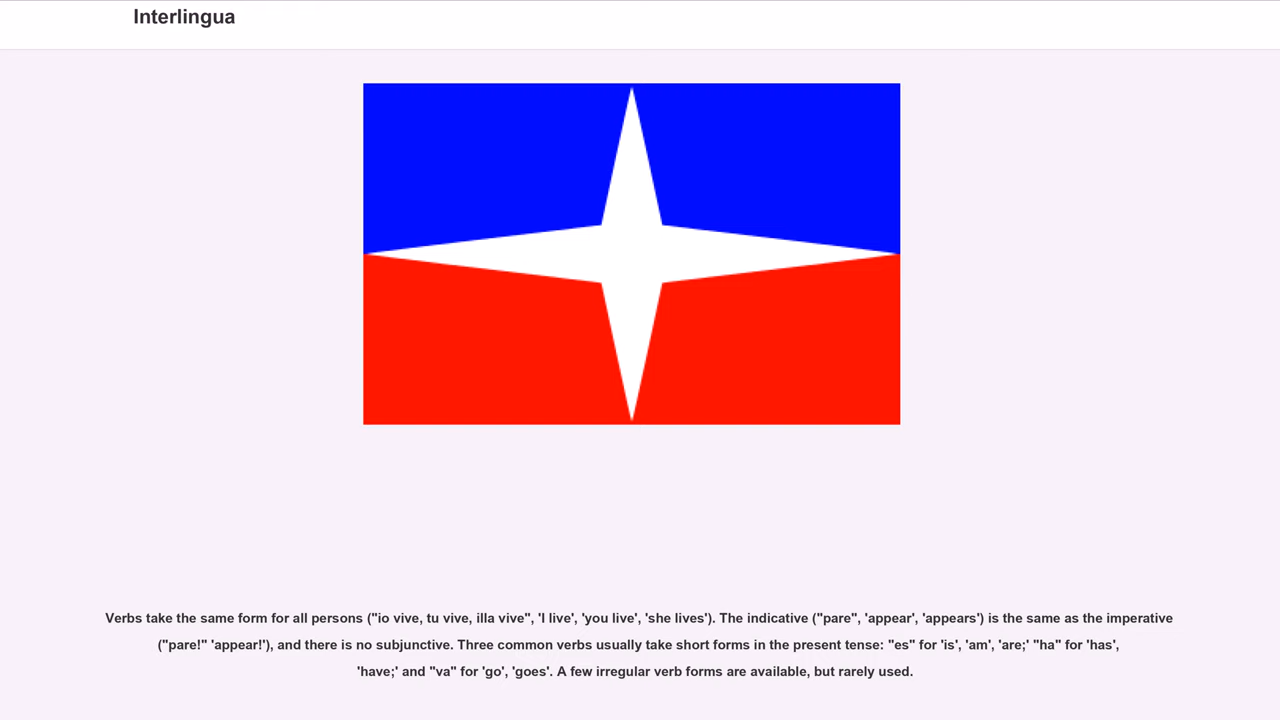 Interlingua
Verbs take the same form for all persons ("io vive, tu vive, illa vive", 'I live', 'you live', 'she lives'). The indicative ("pare", 'appear', 'appears') is the same as the imperative
("pare!" 'appear!'), and there is no subjunctive. Three common verbs usually take short forms in the present tense: "es" for 'is', 'am', 'are;' "ha" for 'has',
'have;' and "va" for 'go', 'goes'. A few irregular verb forms are available, but rarely used.